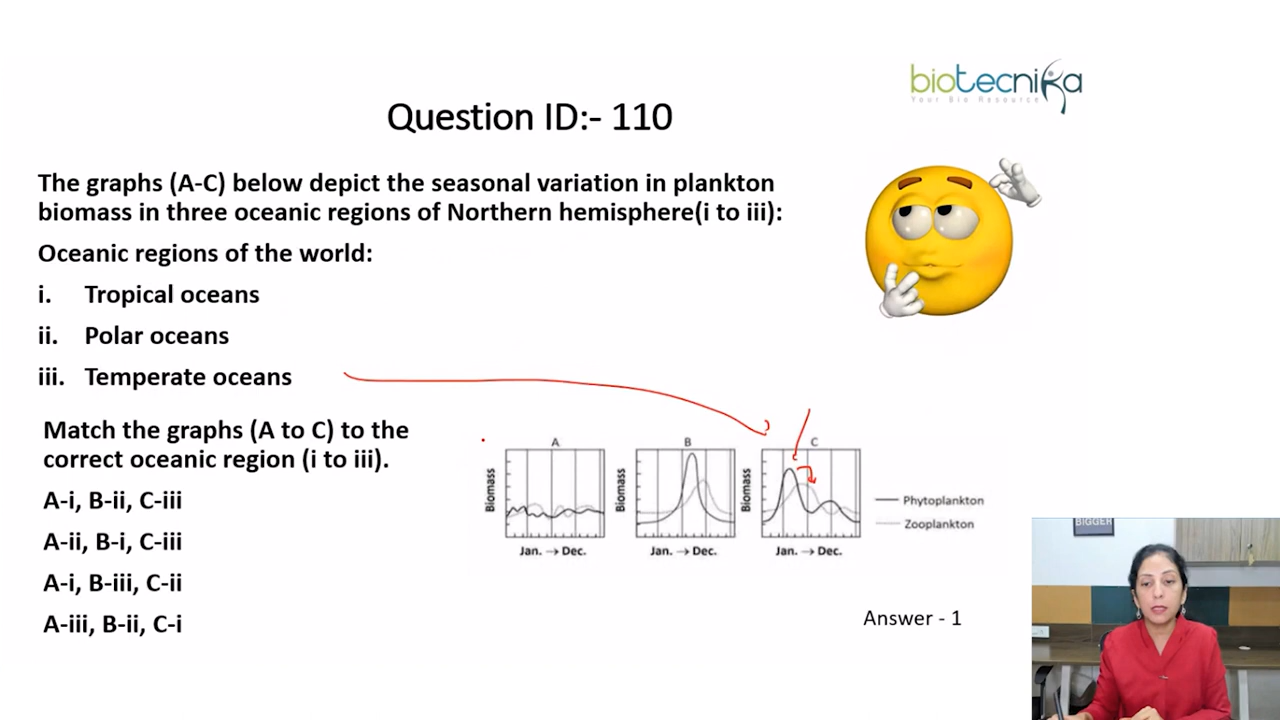 biotecnika
Your Bio Resource
Question ID:- 110
The graphs (A-C) below depict the seasonal variation in plankton
biomass in three oceanic regions of Northern hemisphere(i to iii):
Oceanic regions of the world:
i. Tropical oceans
ii. Polar oceans
iii. Temperate oceans
Match the graphs (A to C) to the
correct oceanic region (i to iii).
A-i, B-ii, C-iii
A-ii, B-i, C-iii
A-i, B-iii, C-ii
A-iii, B-ii, C-i
A B C
Biomass Biomass Biomass
Phytoplankton
Zooplankton
Jan. → Dec. Jan. → Dec. Jan. → Dec.
BIGGER
Answer - 1